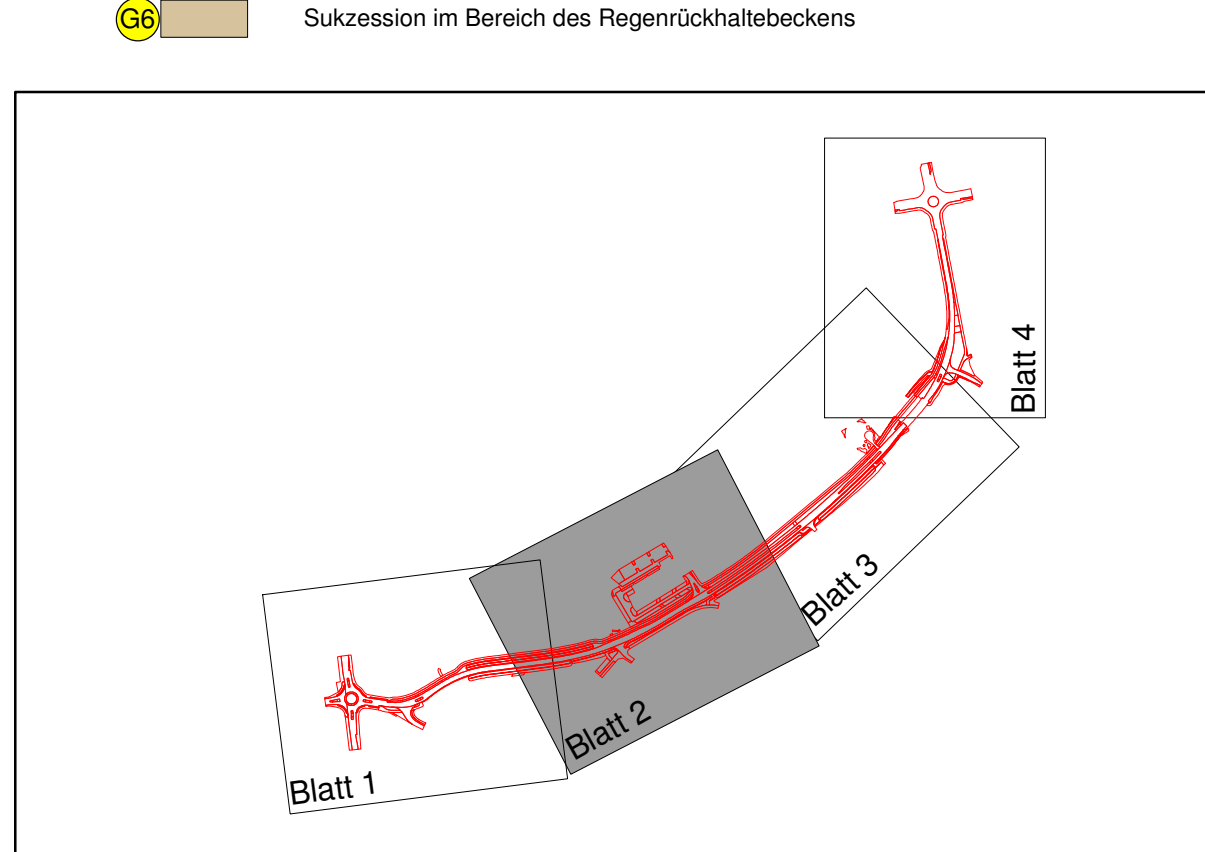 G6 Sukzession im Bereich des Regenrückhaltebeckens
Blatt 4
Blatt 3
Blatt 2
Blatt 1